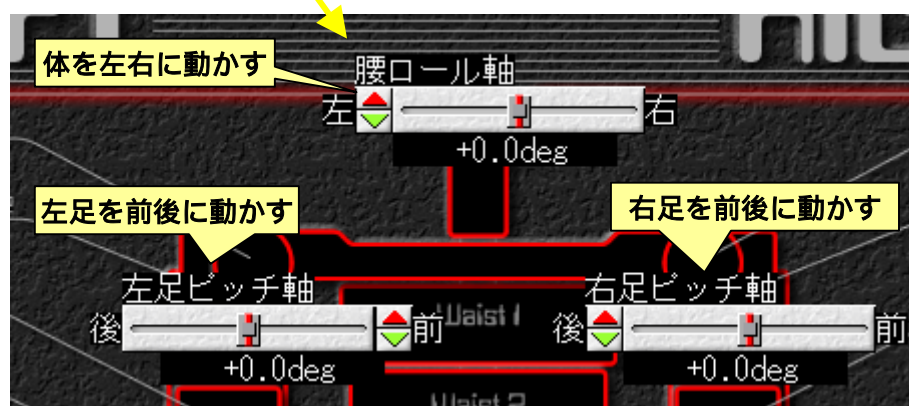 体を左右に動かす
腰ロール軸
左
右
+0.0deg
左足を前後に動かす
右足を前後に動かす
左足ピッチ軸
後
前
+0.0deg
右足ピッチ軸
後
前
+0.0deg
Waist 1
Waist 2